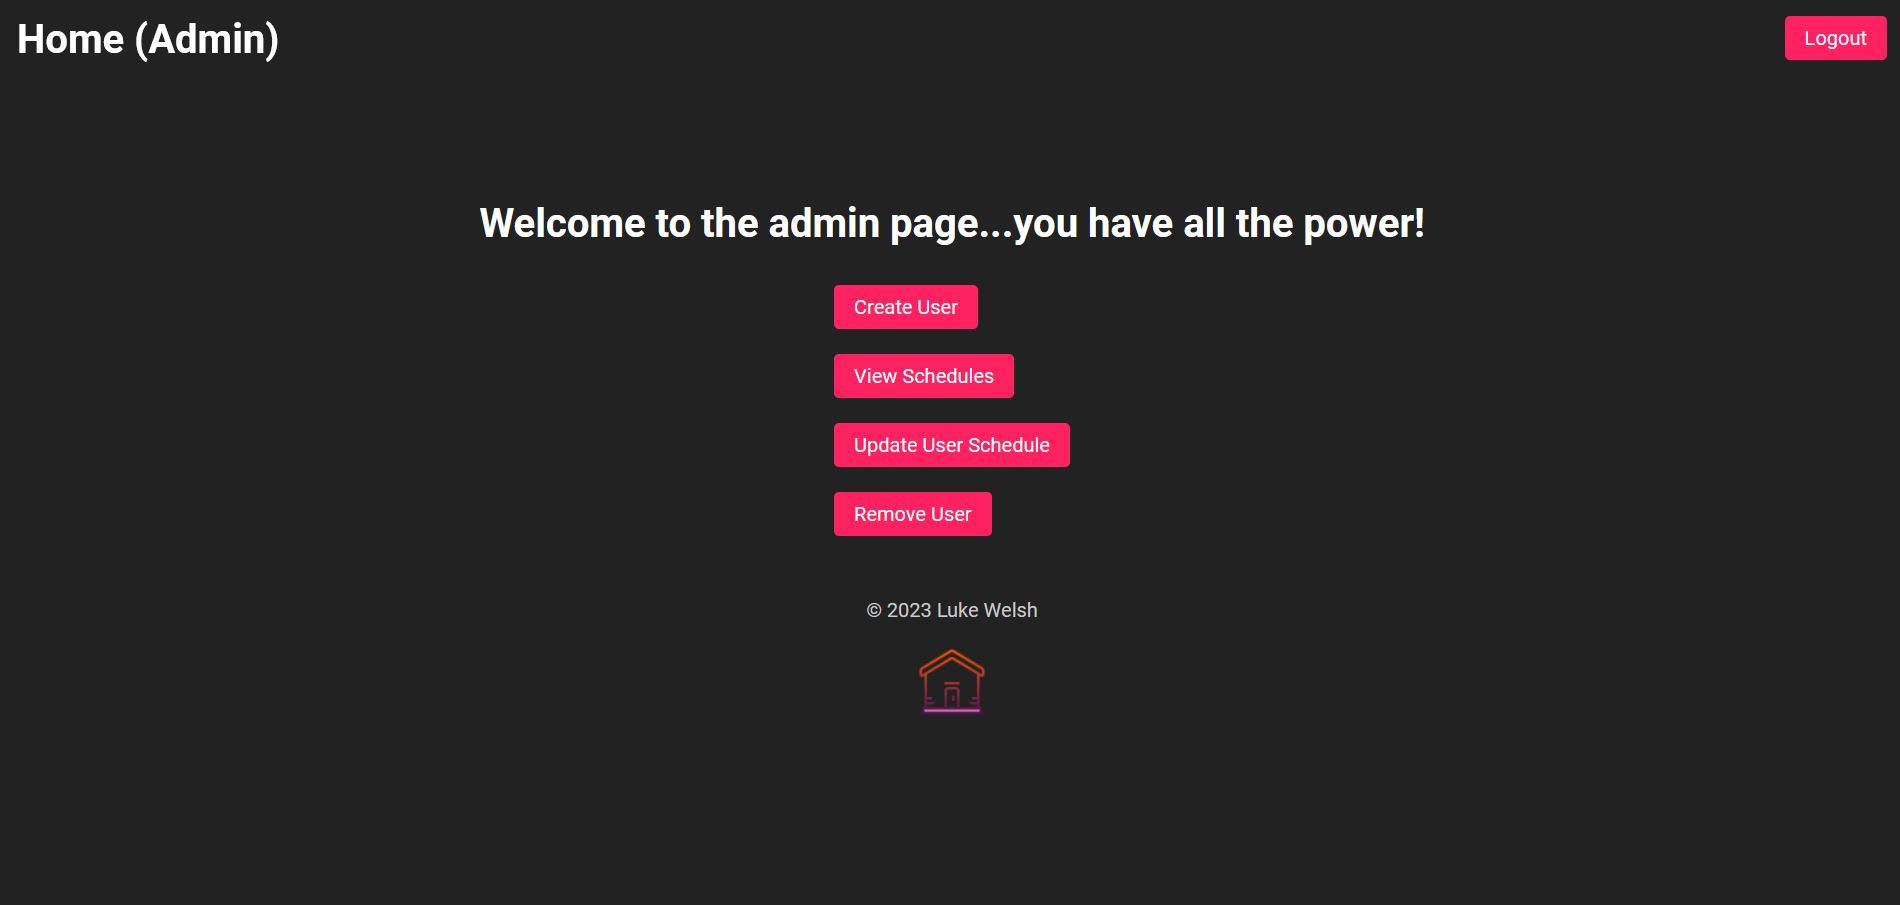 Home (Admin)
Logout
Welcome to the admin page...you have all the power!
Create User
View Schedules
Update User Schedule
Remove User
© 2023 Luke Welsh